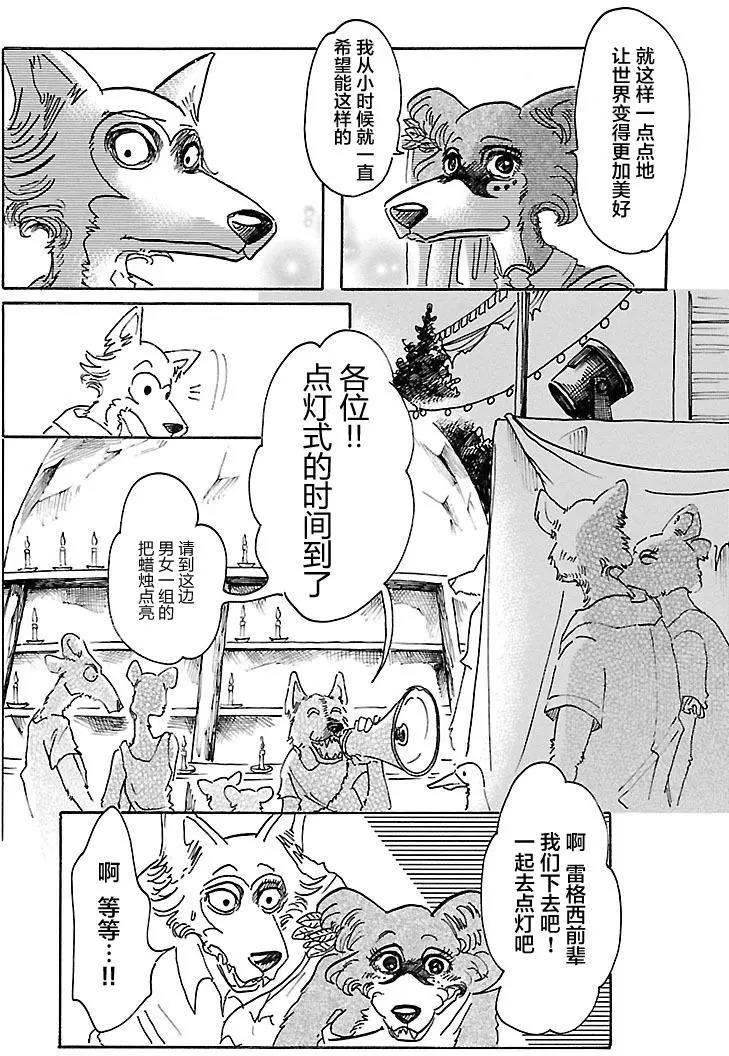 就这样一点点地
让世界变得更加美好
我从小时候就一直
希望能这样的
各位!!
点灯式的时间到了
请到这边
男女一组的
把蜡烛点亮
啊 雷格西前辈
我们下去吧！
一起去点灯吧
啊 等等…!!